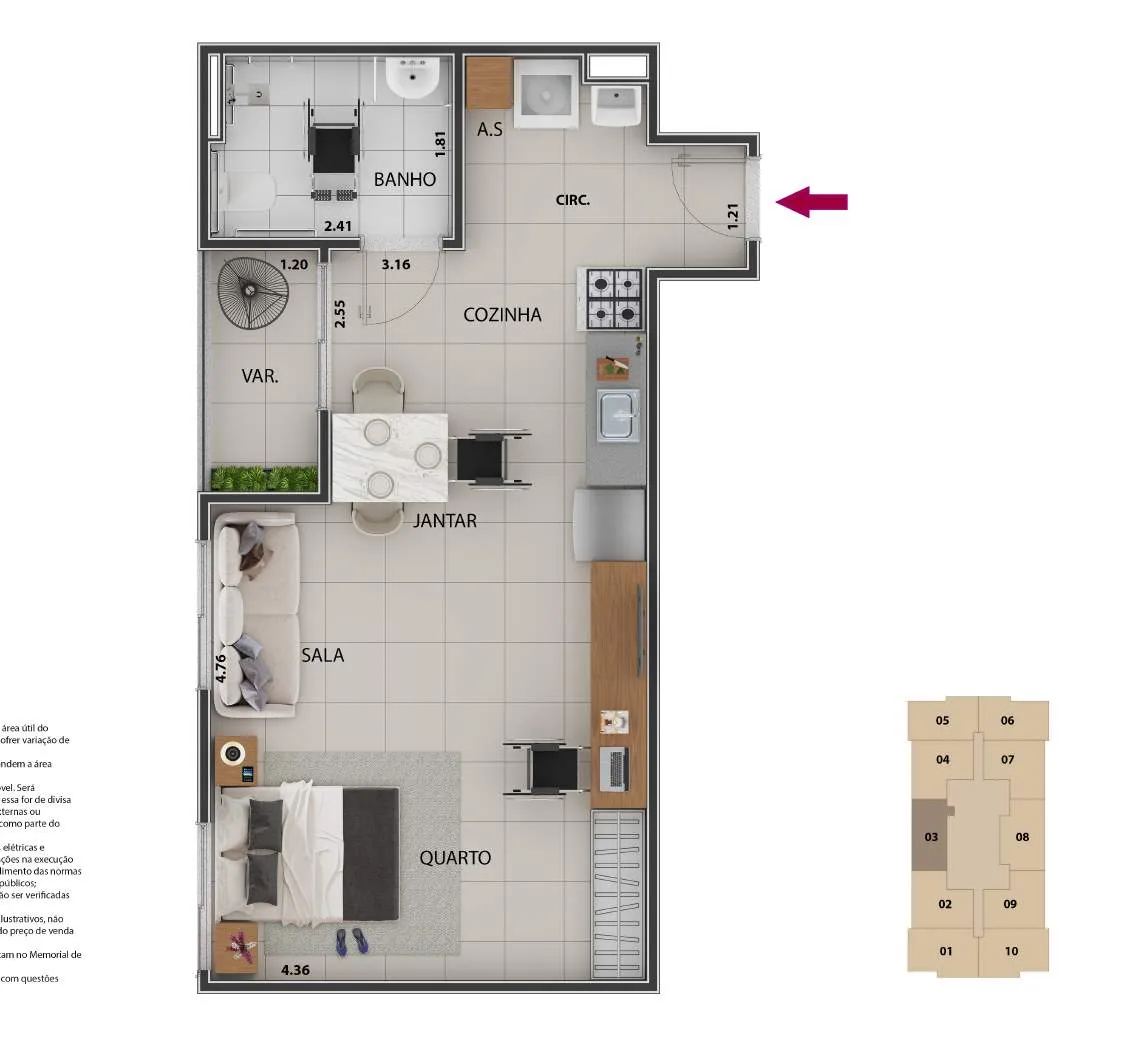 A.S
1.81
BANHO
CIRC.
1.21
2.41
1.20
3.16
2.55
COZINHA
VAR.
JANTAR
SALA
4.76
QUARTO
4.36
área útil do
ofrer variação de
ndem a área
vel. Será
essa for de divisa
xternas ou
como parte do
elétricas e
ções na execução
dimento das normas
públicos;
ão ser verificadas
lustrativos, não
do preço de venda
tam no Memorial de
com questões
05 06
04 07
03 08
02 09
01 10